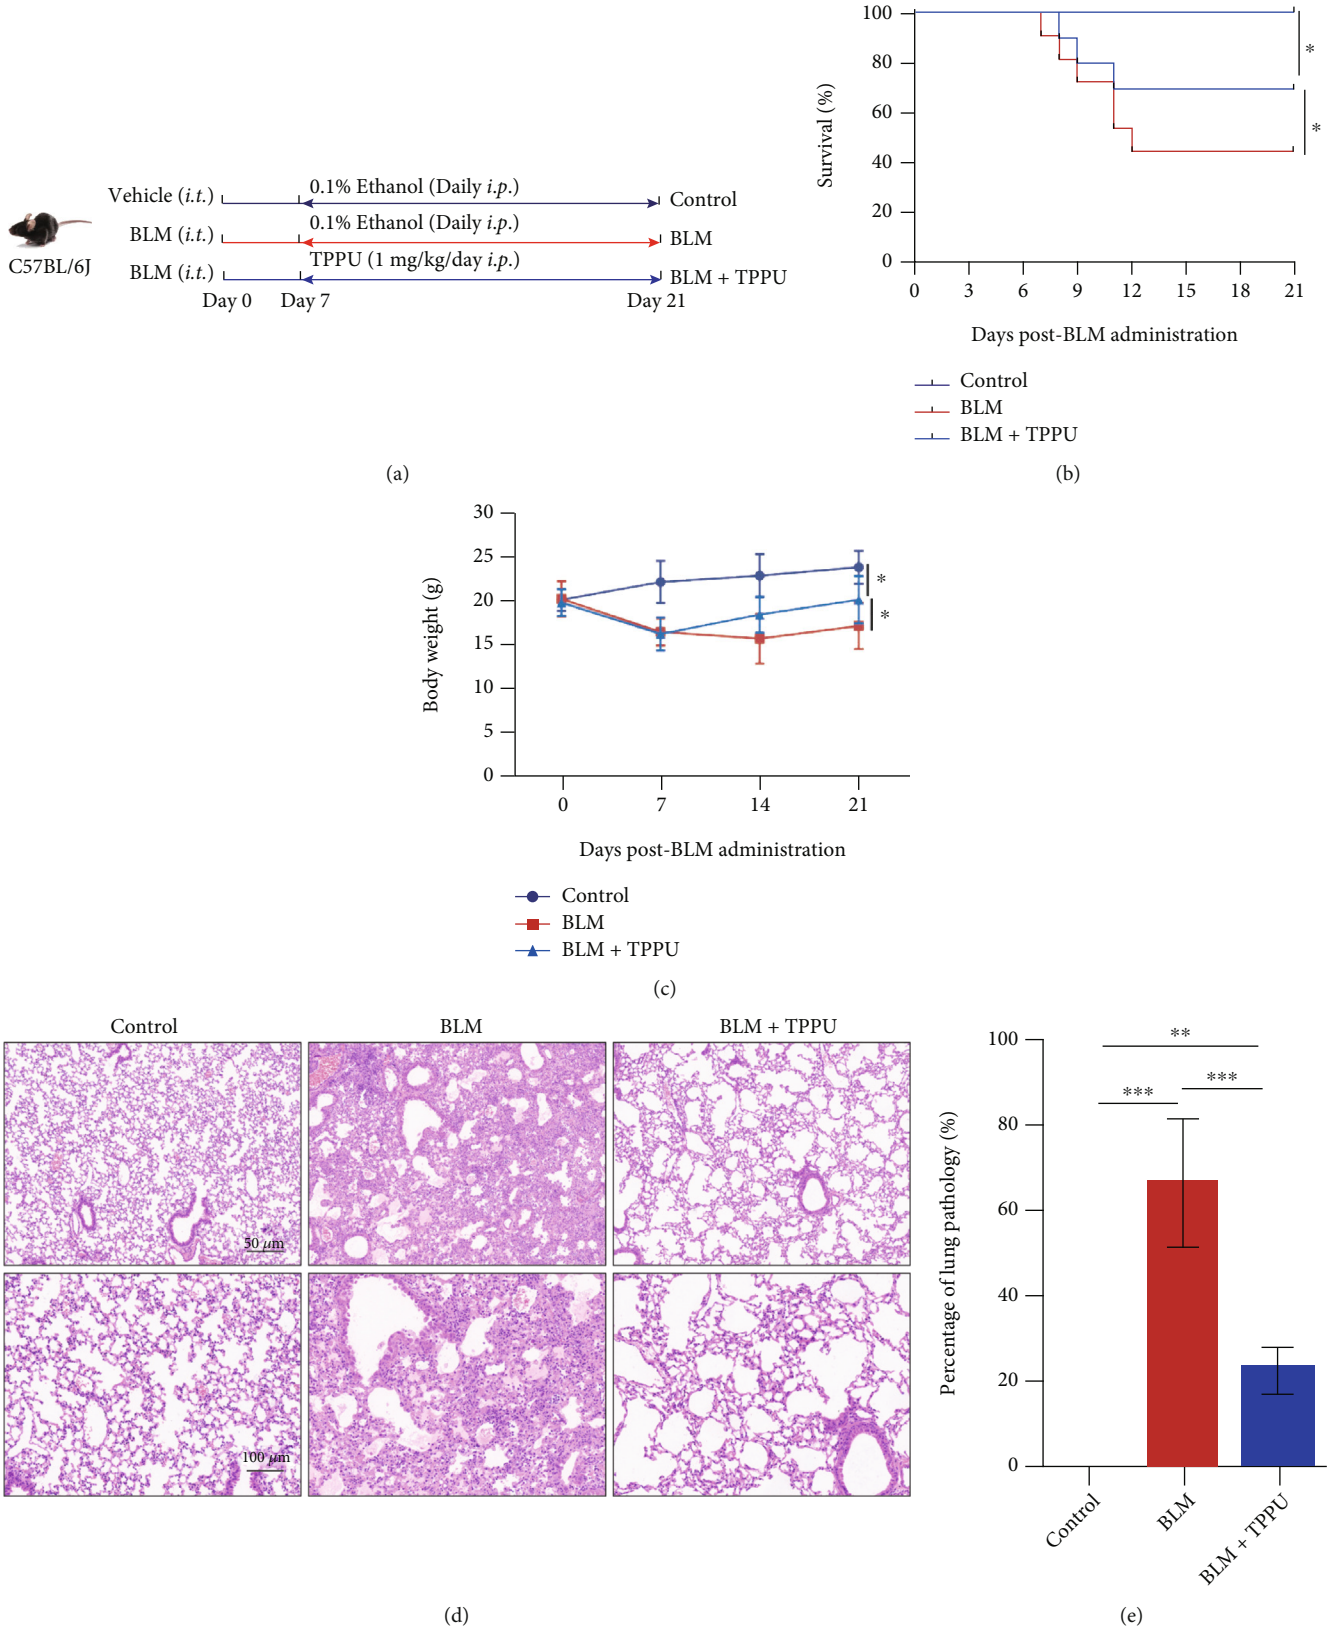 Vehicle (i.t.)
0.1% Ethanol (Daily i.p.)
Control
BLM (i.t.)
0.1% Ethanol (Daily i.p.)
BLM
BLM (i.t.)
TPPU (1 mg/kg/day i.p.)
BLM + TPPU
C57BL/6J
Day 0
Day 7
Day 21
(a)
Survival (%)
100
80
60
40
20
0
*
*
0 3 6 9 12 15 18 21
Days post-BLM administration
Control
BLM
BLM + TPPU
(b)
Body weight (g)
30
25
20
15
10
5
0
*
*
0 7 14 21
Days post-BLM administration
Control
BLM
BLM + TPPU
(c)
Control
BLM
BLM + TPPU
50 μm
100 μm
(d)
Percentage of lung pathology (%)
100
80
60
40
20
0
**
***
***
Control
BLM
BLM + TPPU
(e)